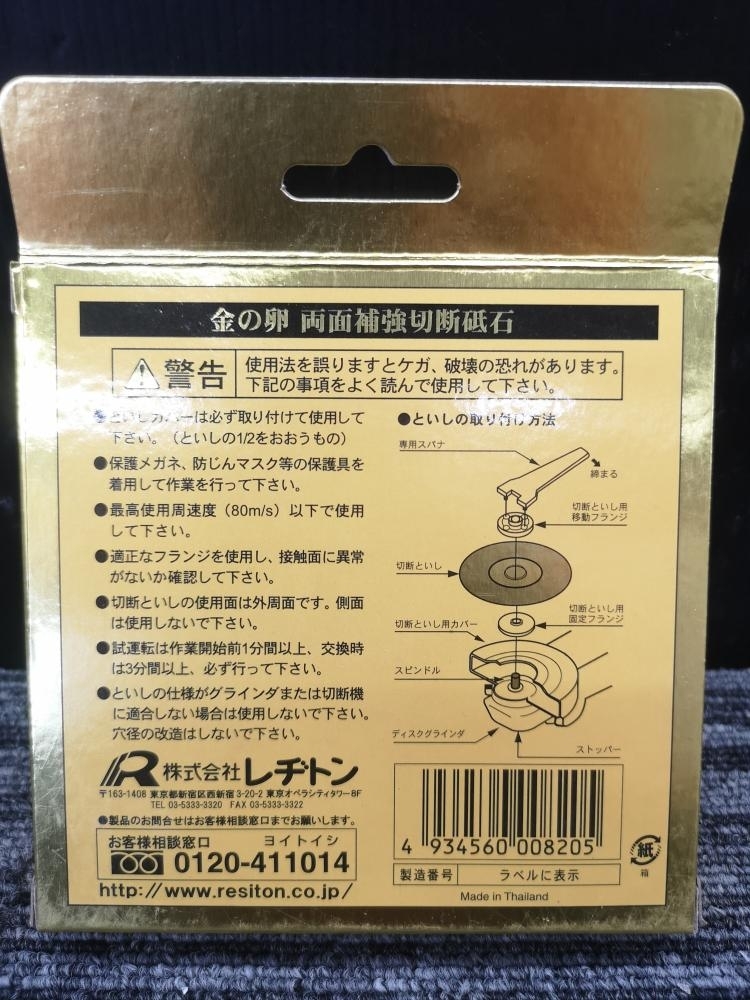 金の卵 両面補強切断砥石
警告
使用法を誤りますとケガ、破壊の恐れがあります。
下記の事項をよく読んで使用して下さい。
●といしカバーは必ず取り付けて使用して
下さい。（といしの1/2をおおうもの）
●保護メガネ、防じんマスク等の保護具を
着用して作業を行って下さい。
●最高使用周速度（80m/s）以下で使用
して下さい。
●適正なフランジを使用し、接触面に異常
がないか確認して下さい。
●切断といしの使用面は外周面です。側面
は使用しないで下さい。
●試運転は作業開始前1分間以上、交換時
は3分間以上、必ず行って下さい。
●といしの仕様がグラインダまたは切断機
に適合しない場合は使用しないで下さい。
穴径の改造はしないで下さい。
●といしの取り付け方法
専用スパナ
締まる
切断といし用
移動フランジ
切断といし
切断といし用
固定フランジ
切断といし用カバー
スピンドル
ディスクグラインダ
ストッパー
R 株式会社レヂトン
〒163-1408 東京都新宿区西新宿3-20-2 東京オペラシティタワー8F
TEL 03-5333-3320 FAX 03-5333-3322
●製品のお問合せはお客様相談窓口までお願いします。
お客様相談窓口 ヨイトイシ
0120-411014
http://www.resiton.co.jp/
4 934560 008205
製造番号 ラベルに表示
Made in Thailand
紙
箱